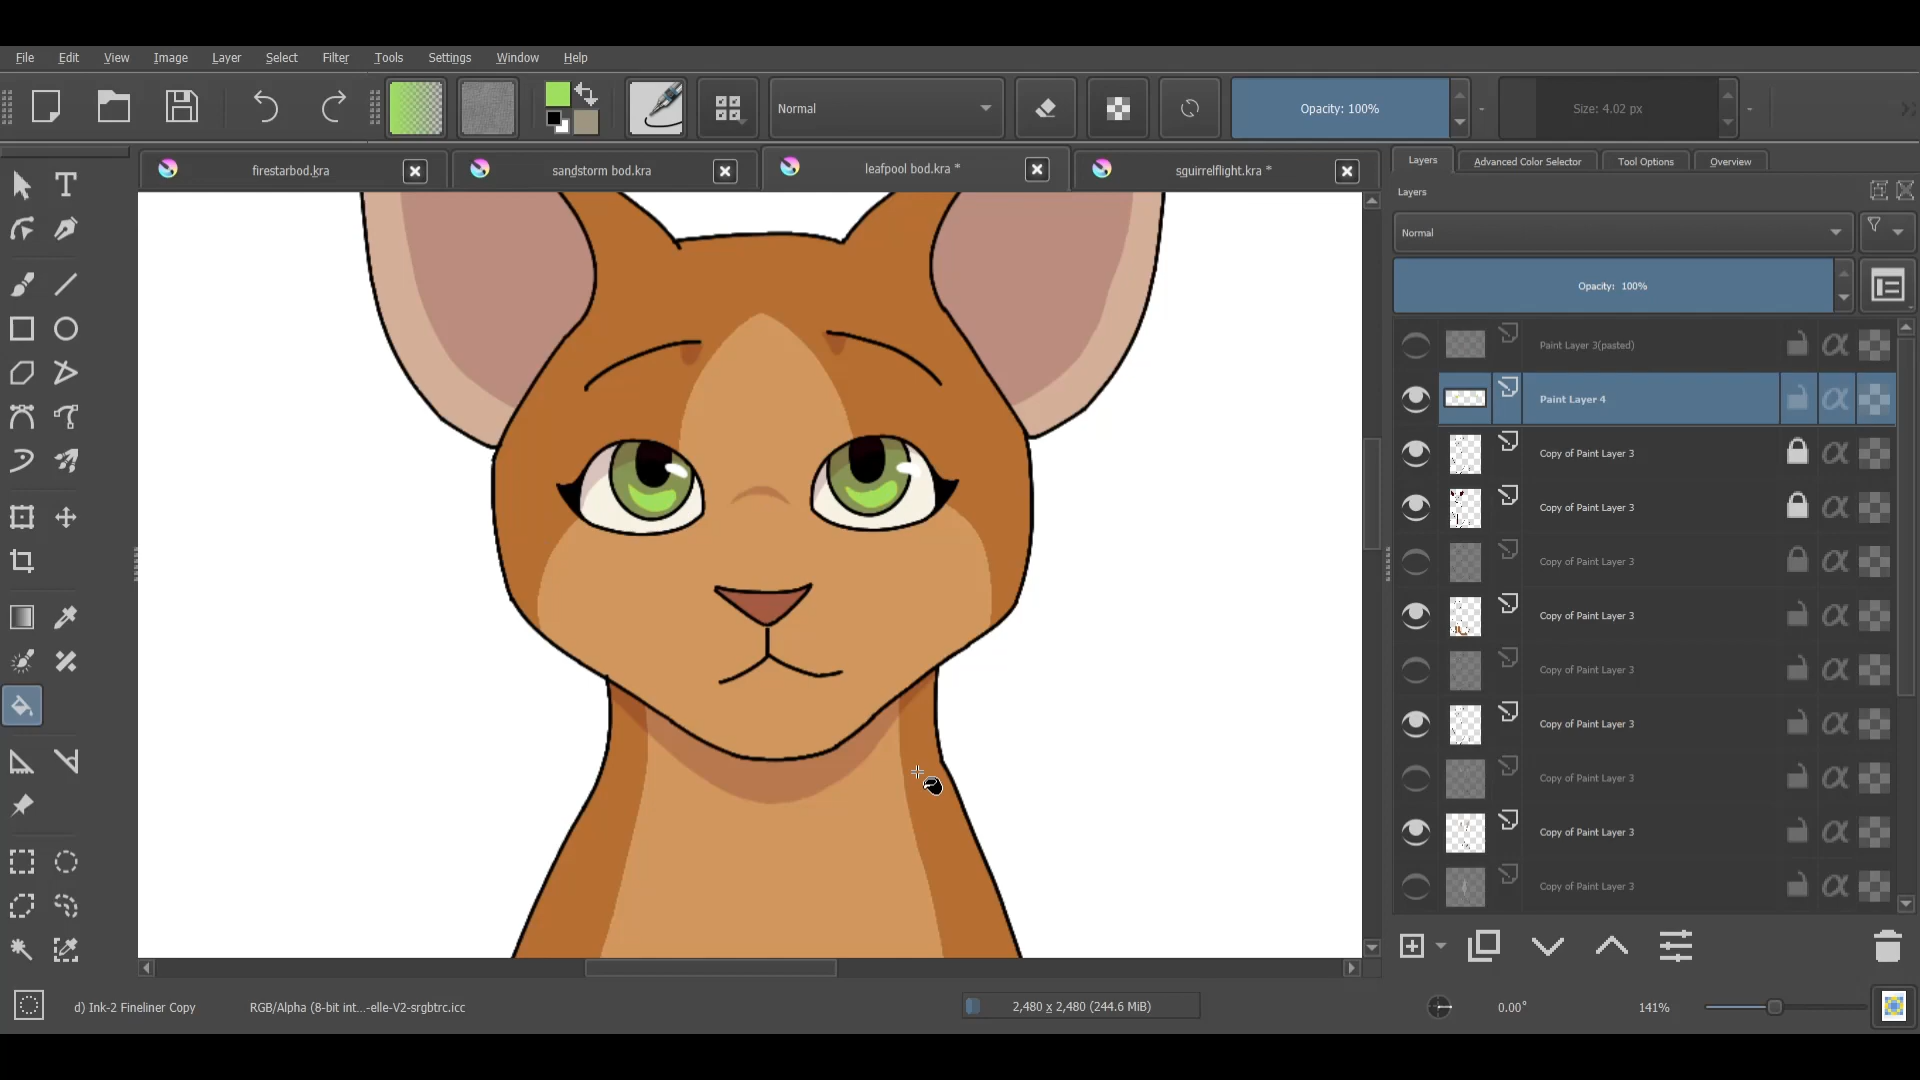 File Edit View Image Layer Select Filter Tools Settings Window Help
Normal
Opacity: 100%
Size: 4.02 px
firestarbod.kra
sandstorm bod.kra
leafpool bod.kra *
squirrelflight.kra *
Layers
Advanced Color Selector
Tool Options
Overview
Layers
Normal
Opacity: 100%
Paint Layer 3(pasted)
Paint Layer 4
Copy of Paint Layer 3
Copy of Paint Layer 3
Copy of Paint Layer 3
Copy of Paint Layer 3
Copy of Paint Layer 3
Copy of Paint Layer 3
Copy of Paint Layer 3
Copy of Paint Layer 3
Copy of Paint Layer 3
d) Ink-2 Fineliner Copy
RGB/Alpha (8-bit int...-elle-V2-srgbtrc.icc
2,480 x 2,480 (244.6 MiB)
0.00°
141%